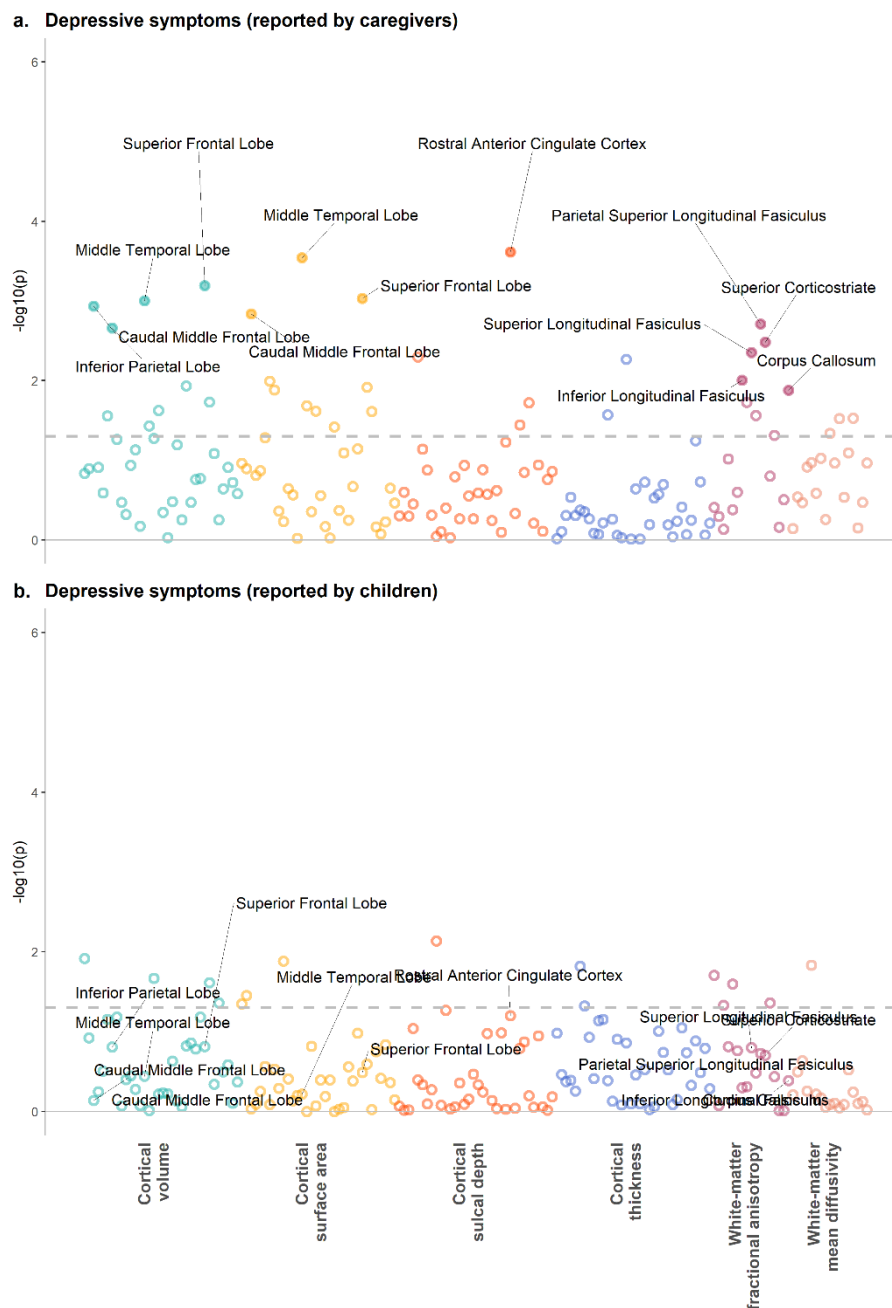 a. Depressive symptoms (reported by caregivers)
6
Superior Frontal Lobe
Rostral Anterior Cingulate Cortex
4
Middle Temporal Lobe
Parietal Superior Longitudinal Fasiculus
Middle Temporal Lobe
Superior Frontal Lobe
Superior Corticostriate
-log10(p)
Caudal Middle Frontal Lobe
Superior Longitudinal Fasiculus
Inferior Parietal Lobe
Caudal Middle Frontal Lobe
Corpus Callosum
2
Inferior Longitudinal Fasiculus
0
b. Depressive symptoms (reported by children)
6
4
-log10(p)
Superior Frontal Lobe
2
Inferior Parietal Lobe
Middle Temporal Lobe
Rostral Anterior Cingulate Cortex
Middle Temporal Lobe
Superior Longitudinal Fasiculus
Superior Corticostriate
Caudal Middle Frontal Lobe
Superior Frontal Lobe
Parietal Superior Longitudinal Fasiculus
Caudal Middle Frontal Lobe
Inferior Longitudinal Fasiculus
Corpus Callosum
0
Cortical
volume
Cortical
surface area
Cortical
sulcal depth
Cortical
thickness
White-matter
fractional anisotropy
White-matter
mean diffusivity